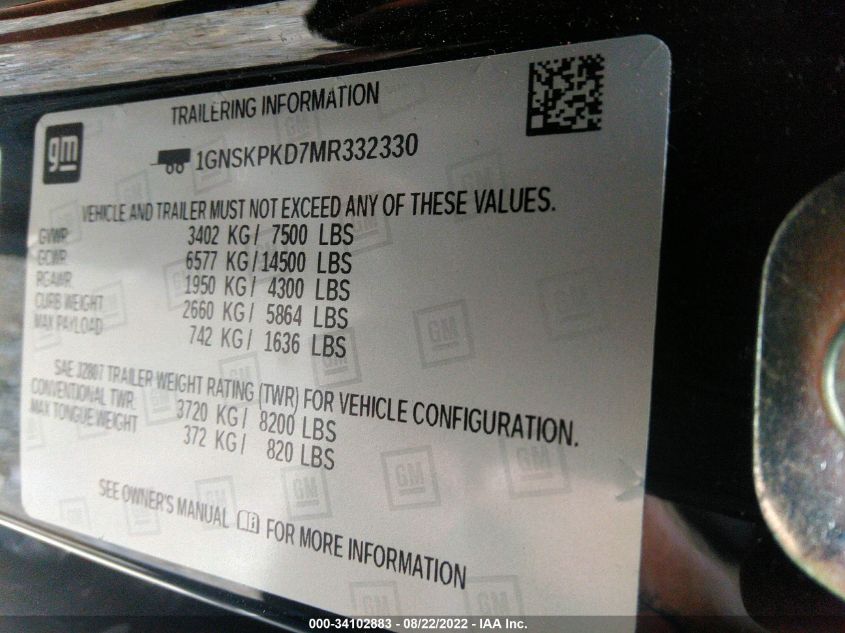 TRAILERING INFORMATION
gm
1GNSKPKD7MR332330
VEHICLE AND TRAILER MUST NOT EXCEED ANY OF THESE VALUES.
GVWR 3402 KG/ 7500 LBS
GCWR 6577 KG/14500 LBS
RGAWR 1950 KG/ 4300 LBS
CURB WEIGHT 2660 KG/ 5864 LBS
MAX PAYLOAD 742 KG/ 1636 LBS
SAE J2807 TRAILER WEIGHT RATING (TWR) FOR VEHICLE CONFIGURATION.
CONVENTIONAL TWR 3720 KG/ 8200 LBS
MAX TONGUE WEIGHT 372 KG/ 820 LBS
SEE OWNER'S MANUAL FOR MORE INFORMATION
000-34102883 - 08/22/2022 - IAA Inc.